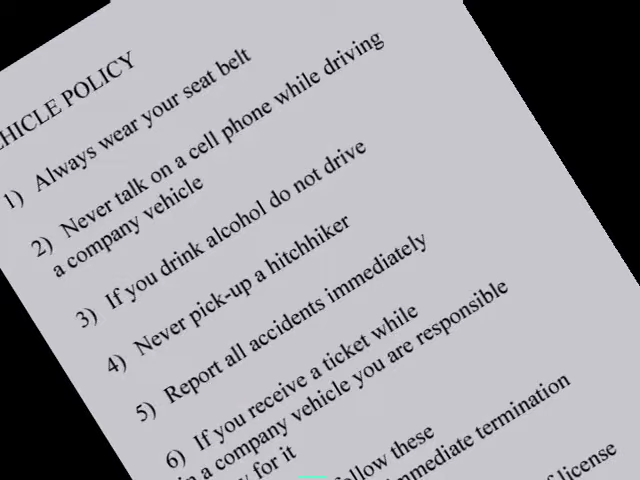 HICLE POLICY
1) Always wear your seat belt
2) Never talk on a cell phone while driving
a company vehicle
3) If you drink alcohol do not drive
4) Never pick-up a hitchhiker
5) Report all accidents immediately
6) If you receive a ticket while
a company vehicle you are responsible
for it
follow these
immediate termination
license